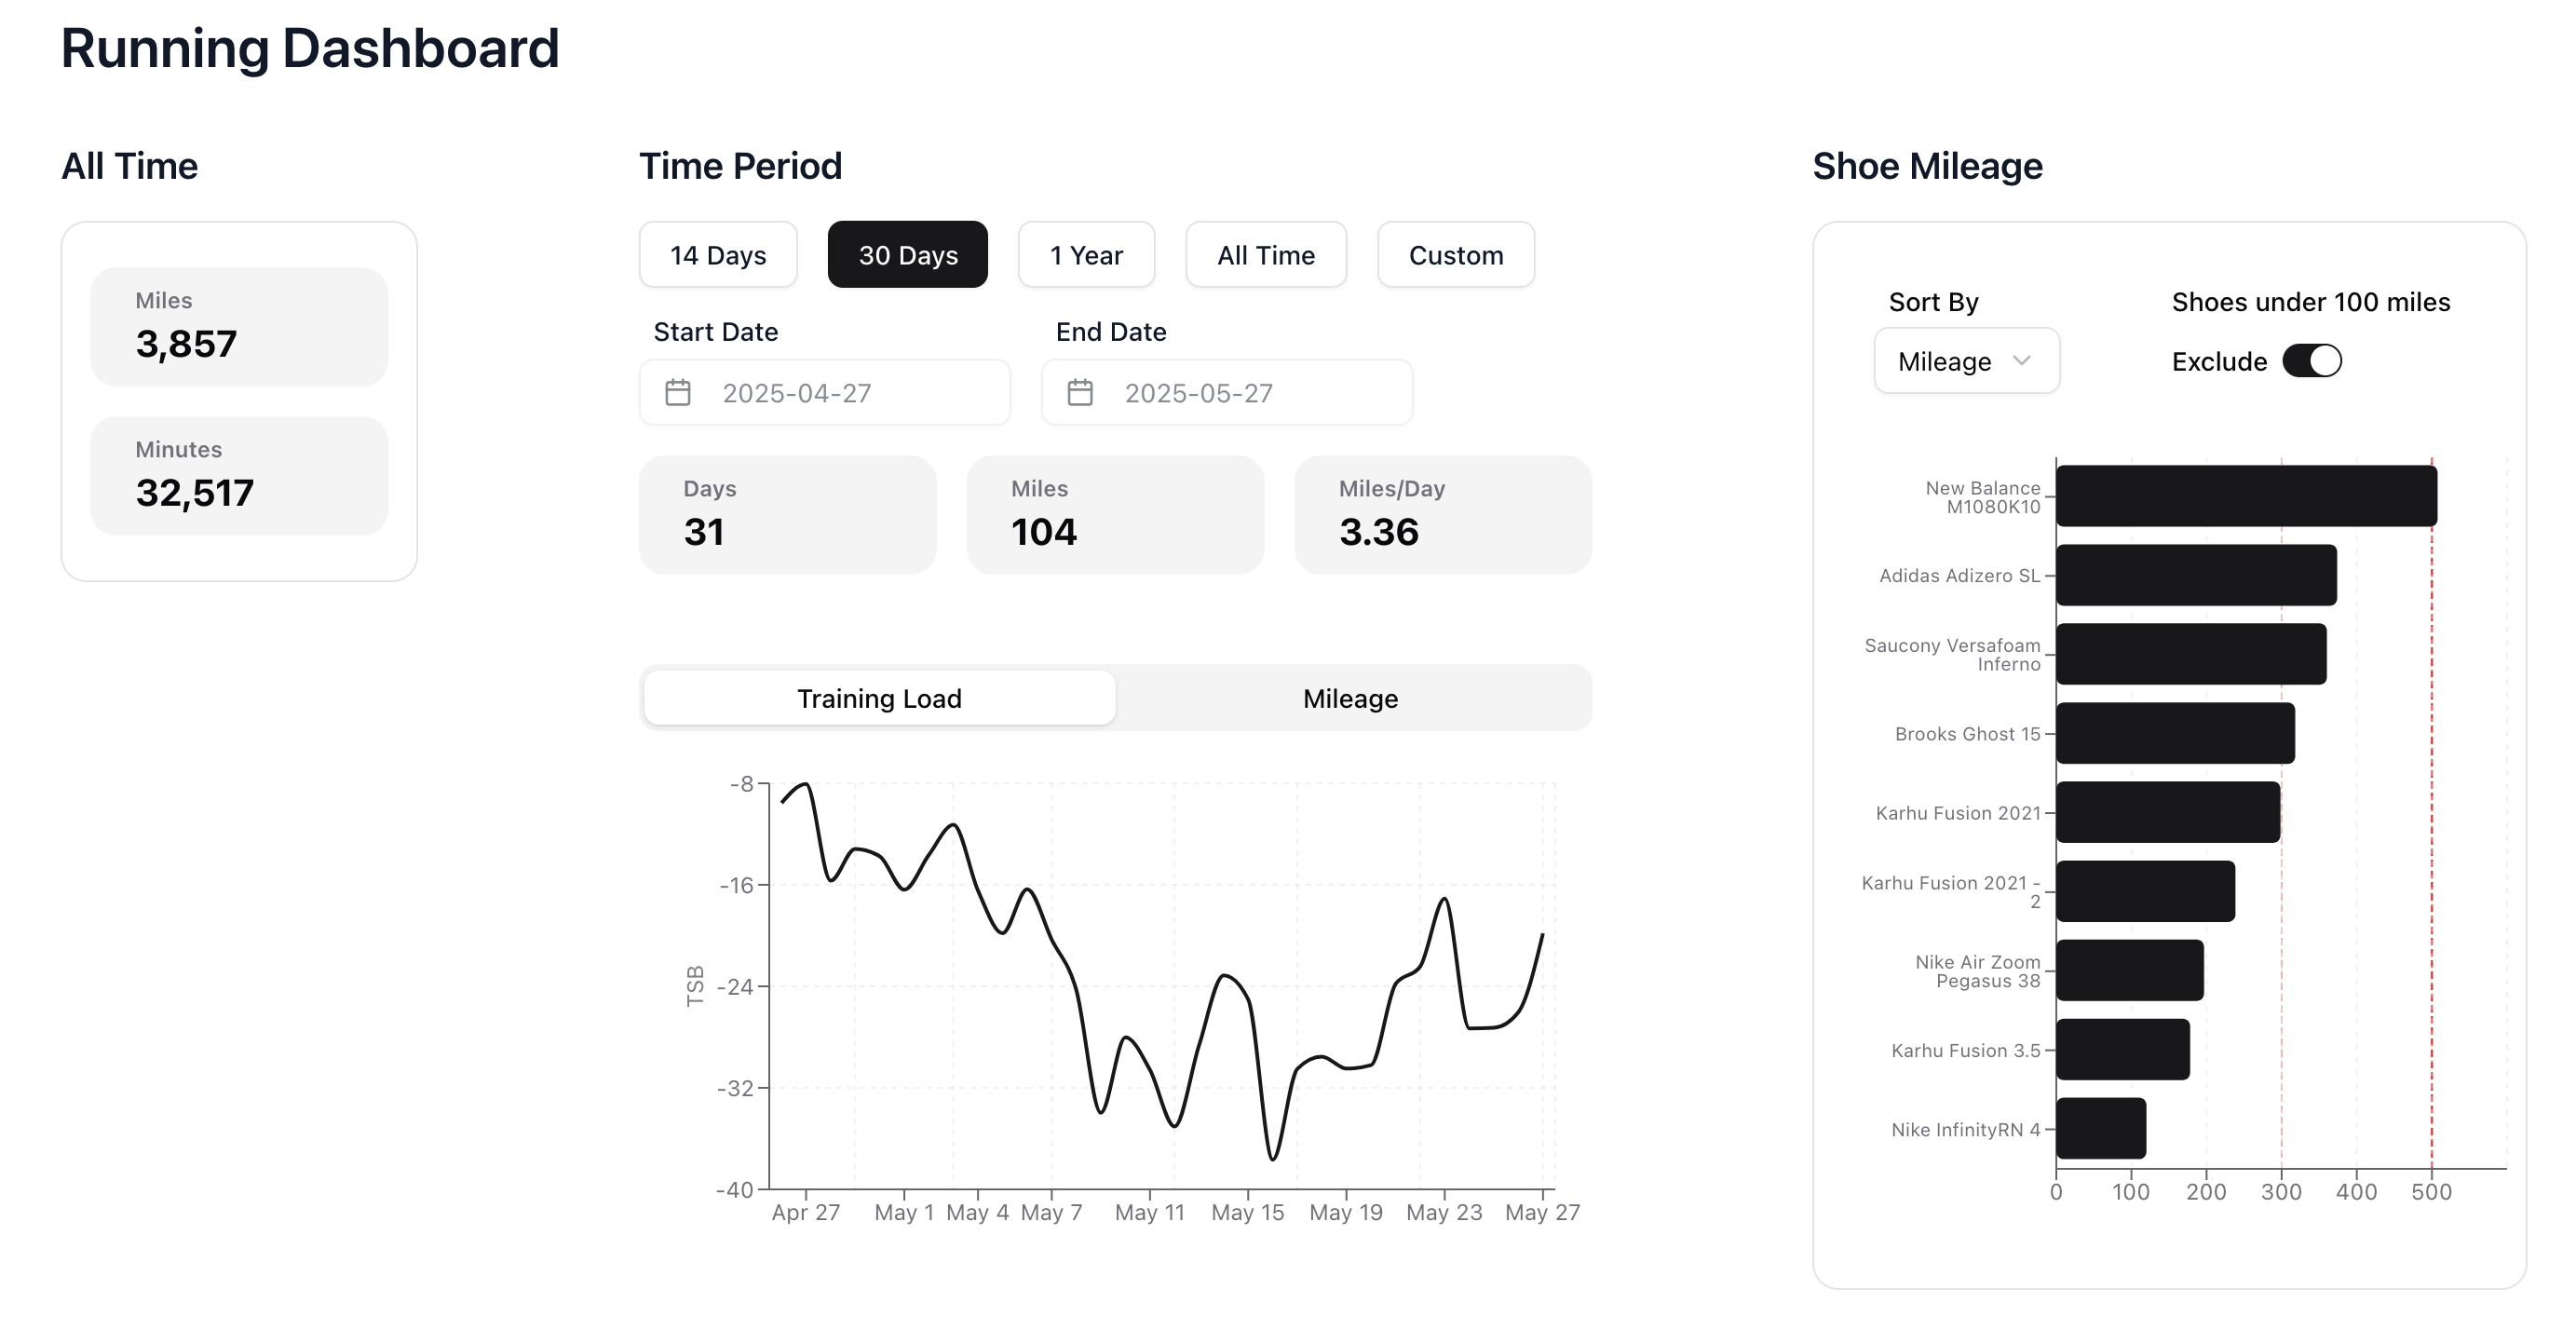 Running Dashboard
All Time
Miles
3,857
Minutes
32,517
Time Period
14 Days
30 Days
1 Year
All Time
Custom
Start Date
End Date
2025-04-27
2025-05-27
Days
31
Miles
104
Miles/Day
3.36
Training Load
Mileage
TSB
-8
-16
-24
-32
-40
Apr 27
May 1
May 4
May 7
May 11
May 15
May 19
May 23
May 27
Shoe Mileage
Sort By
Mileage
Shoes under 100 miles
Exclude
New Balance
M1080K10
Adidas Adizero SL
Saucony Versafoam
Inferno
Brooks Ghost 15
Karhu Fusion 2021
Karhu Fusion 2021 -
2
Nike Air Zoom
Pegasus 38
Karhu Fusion 3.5
Nike InfinityRN 4
0
100
200
300
400
500